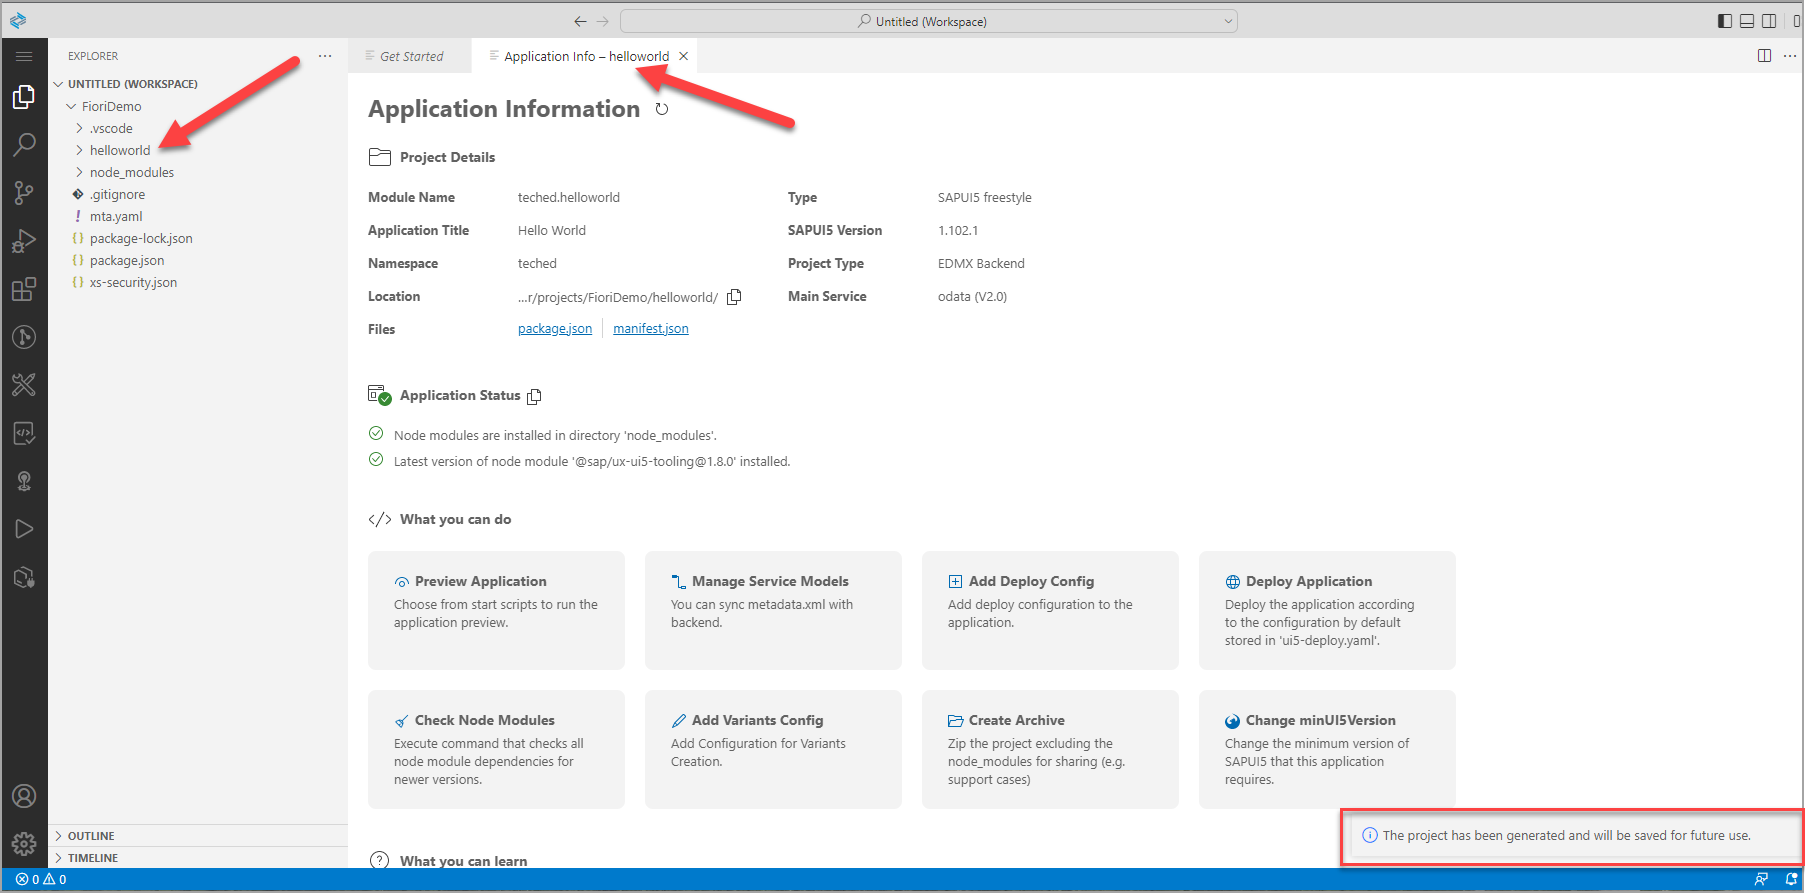 Untitled (Workspace)
EXPLORER
UNTITLED (WORKSPACE)
FioriDemo
.vscode
helloworld
node_modules
.gitignore
mta.yaml
package-lock.json
package.json
xs-security.json
OUTLINE
TIMELINE
Get Started
Application Info – helloworld
Application Information
Project Details
Module Name teched.helloworld Type SAPUI5 freestyle
Application Title Hello World SAPUI5 Version 1.102.1
Namespace teched Project Type EDMX Backend
Location ...r/projects/FioriDemo/helloworld/ Main Service odata (V2.0)
Files package.json manifest.json
Application Status
Node modules are installed in directory 'node_modules'.
Latest version of node module '@sap/ux-ui5-tooling@1.8.0' installed.
What you can do
Preview Application
Choose from start scripts to run the
application preview.
Manage Service Models
You can sync metadata.xml with
backend.
Add Deploy Config
Add deploy configuration to the
application.
Deploy Application
Deploy the application according
to the configuration by default
stored in 'ui5-deploy.yaml'.
Check Node Modules
Execute command that checks all
node module dependencies for
newer versions.
Add Variants Config
Add Configuration for Variants
Creation.
Create Archive
Zip the project excluding the
node_modules for sharing (e.g.
support cases)
Change minUI5Version
Change the minimum version of
SAPUI5 that this application
requires.
The project has been generated and will be saved for future use.
What you can learn
0 0